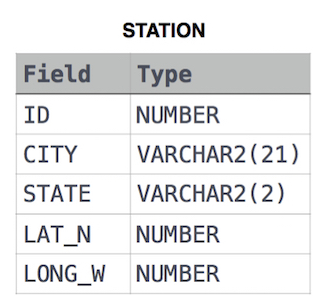 STATION
Field Type
ID NUMBER
CITY VARCHAR2(21)
STATE VARCHAR2(2)
LAT_N NUMBER
LONG_W NUMBER